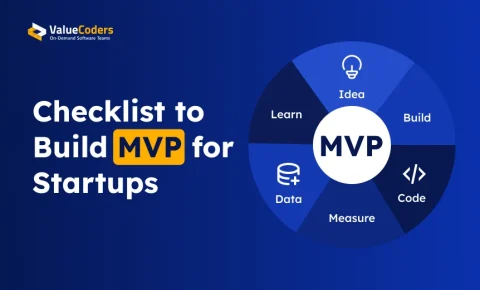 ValueCoders
On-Demand Software Teams
Checklist to
Build MVP for
Startups
Idea
Build
Code
Measure
Data
Learn
MVP